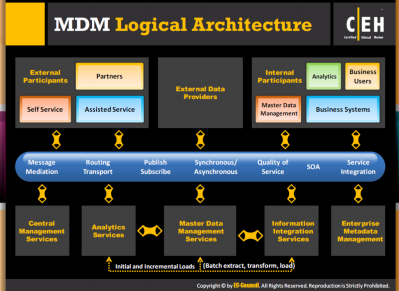 MDM Logical Architecture
C|EH
Certified Ethical Hacker
External
Participants
Partners
Self Service
Assisted Service
External Data
Providers
Internal
Participants
Analytics
Business
Users
Master Data
Management
Business Systems
Message
Mediation
Routing
Transport
Publish
Subscribe
Synchronous/
Asynchronous
Quality of
Service
SOA
Service
Integration
Central
Management
Services
Analytics
Services
Master Data
Management
Services
Information
Integration
Services
Enterprise
Metadata
Management
Initial and Incremental Loads
(Batch extract, transform, load)
Copyright © by EC-Council. All Rights Reserved. Reproduction is Strictly Prohibited.